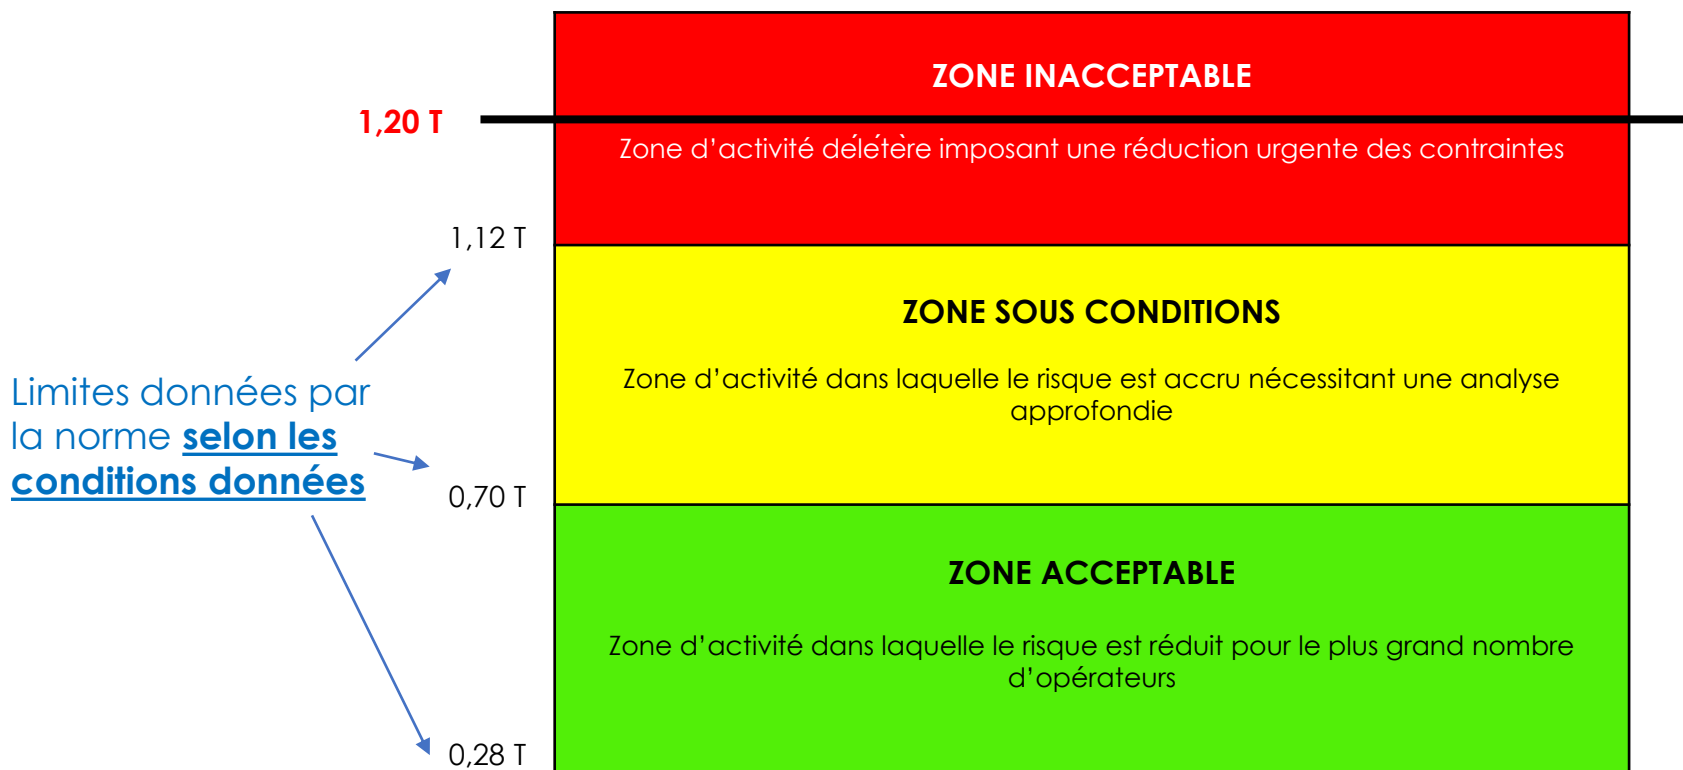 ZONE INACCEPTABLE
1,20 T
Zone d’activité délétère imposant une réduction urgente des contraintes
1,12 T
ZONE SOUS CONDITIONS
Zone d’activité dans laquelle le risque est accru nécessitant une analyse
approfondie
Limites données par
la norme selon les
conditions données
0,70 T
ZONE ACCEPTABLE
Zone d’activité dans laquelle le risque est réduit pour le plus grand nombre
d’opérateurs
0,28 T